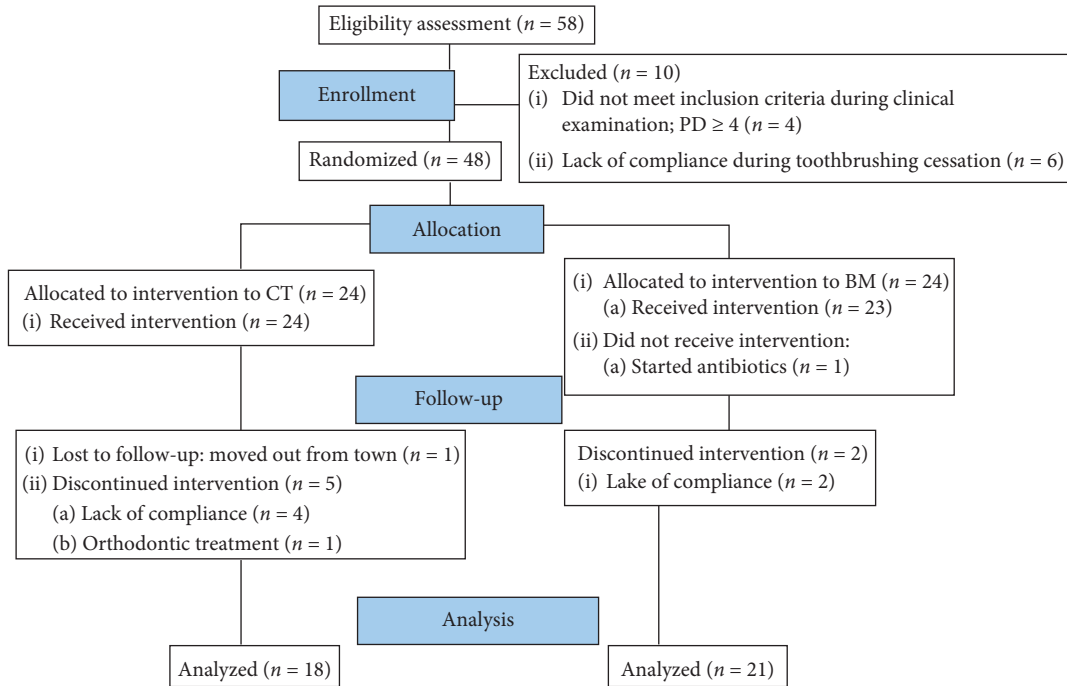 Eligibility assessment (n = 58)
Enrollment
Excluded (n = 10)
(i) Did not meet inclusion criteria during clinical
examination; PD ≥ 4 (n = 4)
(ii) Lack of compliance during toothbrushing cessation (n = 6)
Randomized (n = 48)
Allocation
Allocated to intervention to CT (n = 24)
(i) Received intervention (n = 24)
(i) Allocated to intervention to BM (n = 24)
(a) Received intervention (n = 23)
(ii) Did not receive intervention:
(a) Started antibiotics (n = 1)
Follow-up
(i) Lost to follow-up: moved out from town (n = 1)
(ii) Discontinued intervention (n = 5)
(a) Lack of compliance (n = 4)
(b) Orthodontic treatment (n = 1)
Discontinued intervention (n = 2)
(i) Lake of compliance (n = 2)
Analysis
Analyzed (n = 18)
Analyzed (n = 21)